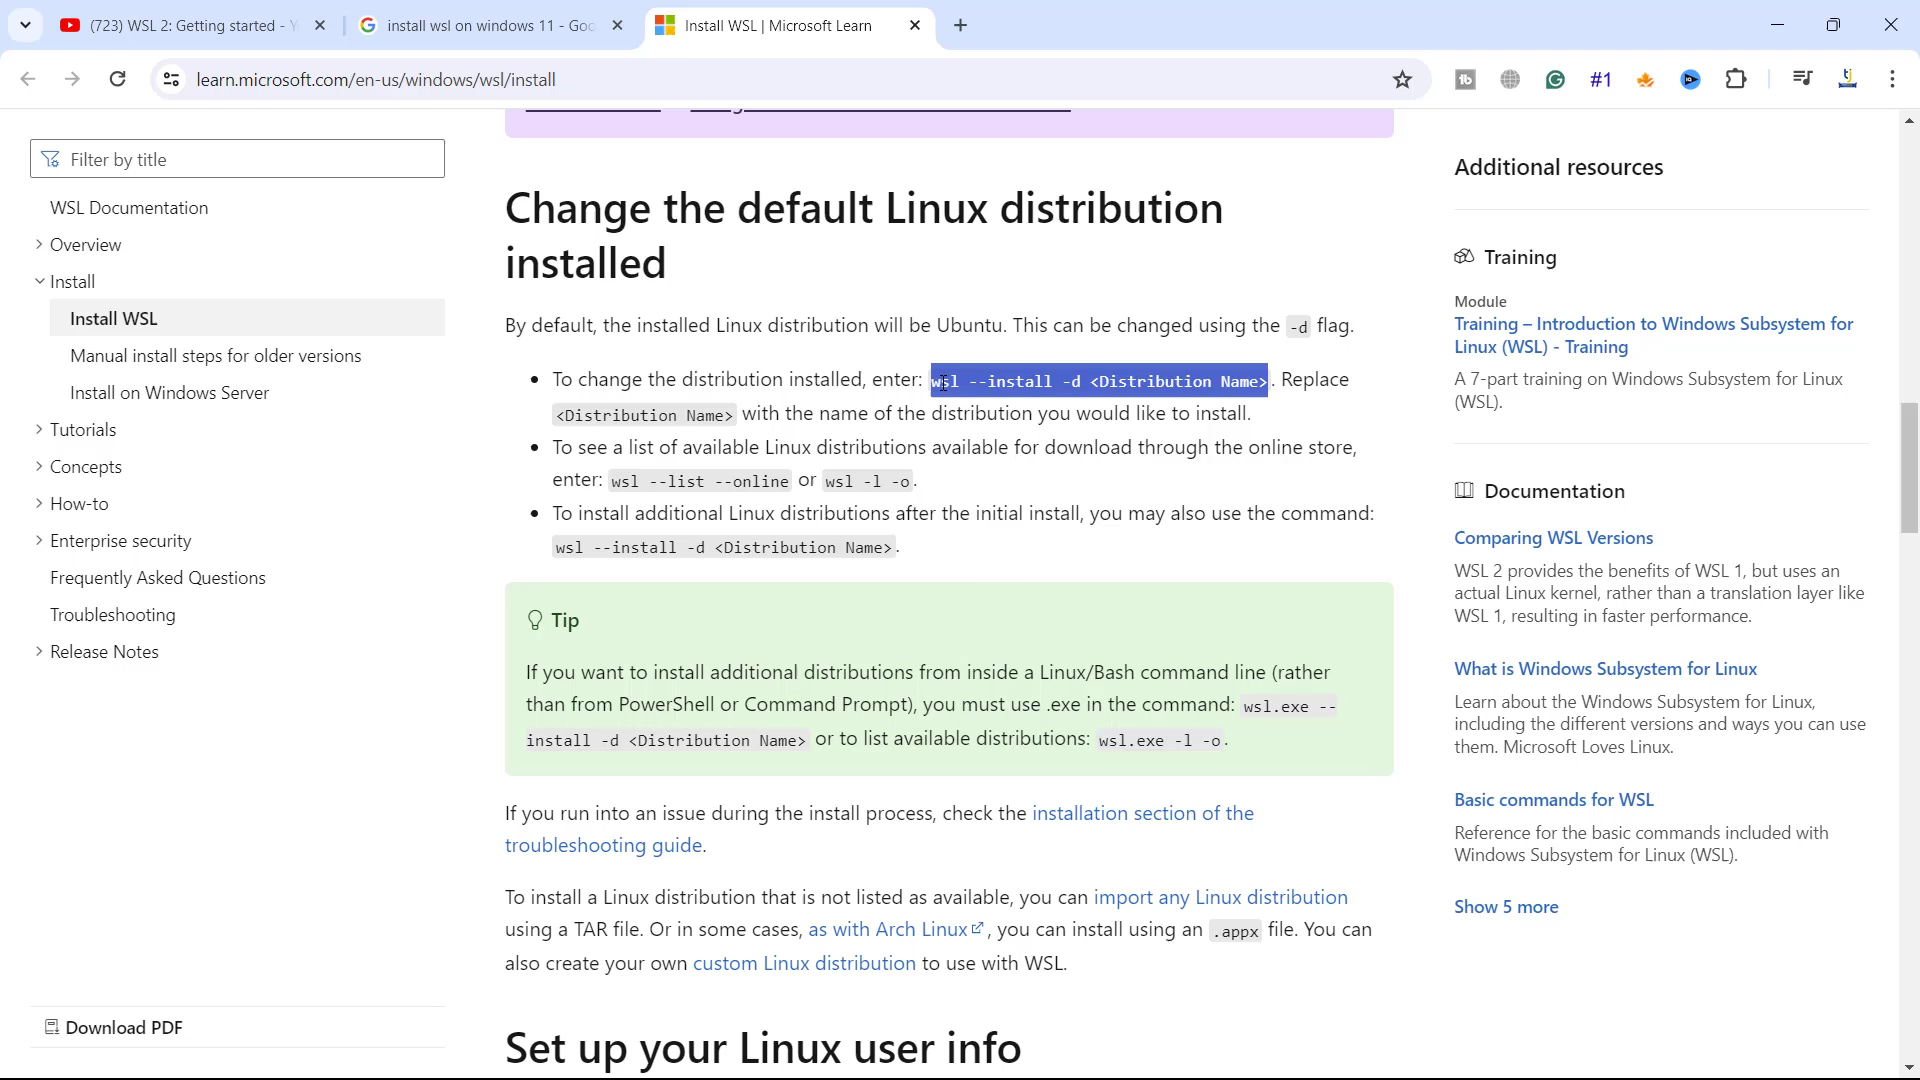 (723) WSL 2: Getting started - Y
install wsl on windows 11 - Goo
Install WSL | Microsoft Learn
learn.microsoft.com/en-us/windows/wsl/install
#1
Filter by title
WSL Documentation
Overview
Install
Install WSL
Manual install steps for older versions
Install on Windows Server
Tutorials
Concepts
How-to
Enterprise security
Frequently Asked Questions
Troubleshooting
Release Notes
Download PDF
Change the default Linux distribution
installed
By default, the installed Linux distribution will be Ubuntu. This can be changed using the -d flag.
• To change the distribution installed, enter: wsl --install -d <Distribution Name>. Replace
<Distribution Name> with the name of the distribution you would like to install.
• To see a list of available Linux distributions available for download through the online store,
enter: wsl --list --online or wsl -l -o.
• To install additional Linux distributions after the initial install, you may also use the command:
wsl --install -d <Distribution Name>.
Tip
If you want to install additional distributions from inside a Linux/Bash command line (rather
than from PowerShell or Command Prompt), you must use .exe in the command: wsl.exe --
install -d <Distribution Name> or to list available distributions: wsl.exe -l -o.
If you run into an issue during the install process, check the installation section of the
troubleshooting guide.
To install a Linux distribution that is not listed as available, you can import any Linux distribution
using a TAR file. Or in some cases, as with Arch Linux, you can install using an .appx file. You can
also create your own custom Linux distribution to use with WSL.
Set up your Linux user info
Additional resources
Training
Module
Training – Introduction to Windows Subsystem for
Linux (WSL) - Training
A 7-part training on Windows Subsystem for Linux
(WSL).
Documentation
Comparing WSL Versions
WSL 2 provides the benefits of WSL 1, but uses an
actual Linux kernel, rather than a translation layer like
WSL 1, resulting in faster performance.
What is Windows Subsystem for Linux
Learn about the Windows Subsystem for Linux,
including the different versions and ways you can use
them. Microsoft Loves Linux.
Basic commands for WSL
Reference for the basic commands included with
Windows Subsystem for Linux (WSL).
Show 5 more